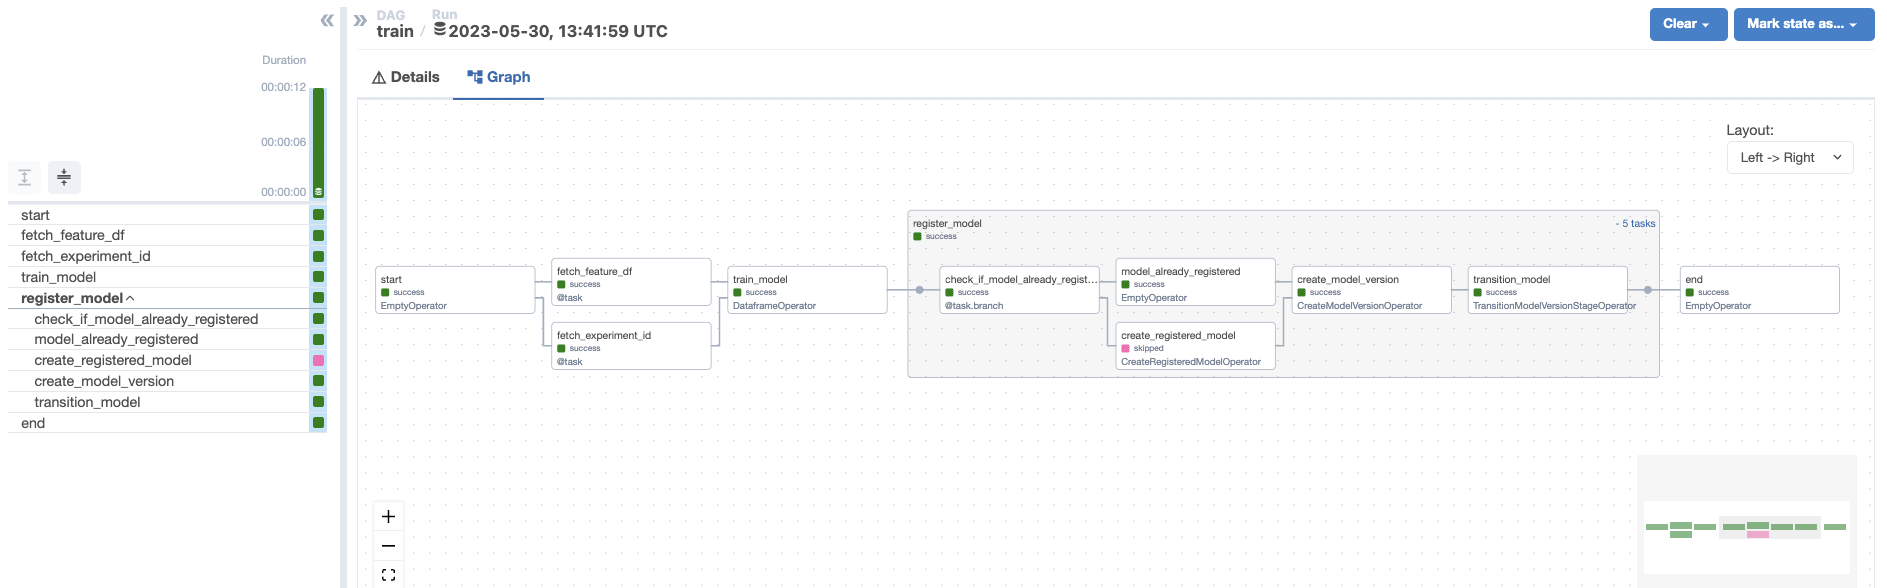 DAG
train
/
Run
2023-05-30, 13:41:59 UTC
Clear
Mark state as...
Details
Graph
Duration
00:00:12
00:00:06
00:00:00
start
fetch_feature_df
fetch_experiment_id
train_model
register_model
check_if_model_already_registered
model_already_registered
create_registered_model
create_model_version
transition_model
end
Layout:
Left -> Right
start
success
EmptyOperator
fetch_feature_df
success
@task
fetch_experiment_id
success
@task
train_model
success
DataframeOperator
register_model
success
- 5 tasks
check_if_model_already_regist...
success
@task.branch
model_already_registered
success
EmptyOperator
create_registered_model
skipped
CreateRegisteredModelOperator
create_model_version
success
CreateModelVersionOperator
transition_model
success
TransitionModelVersionStageOperator
end
success
EmptyOperator